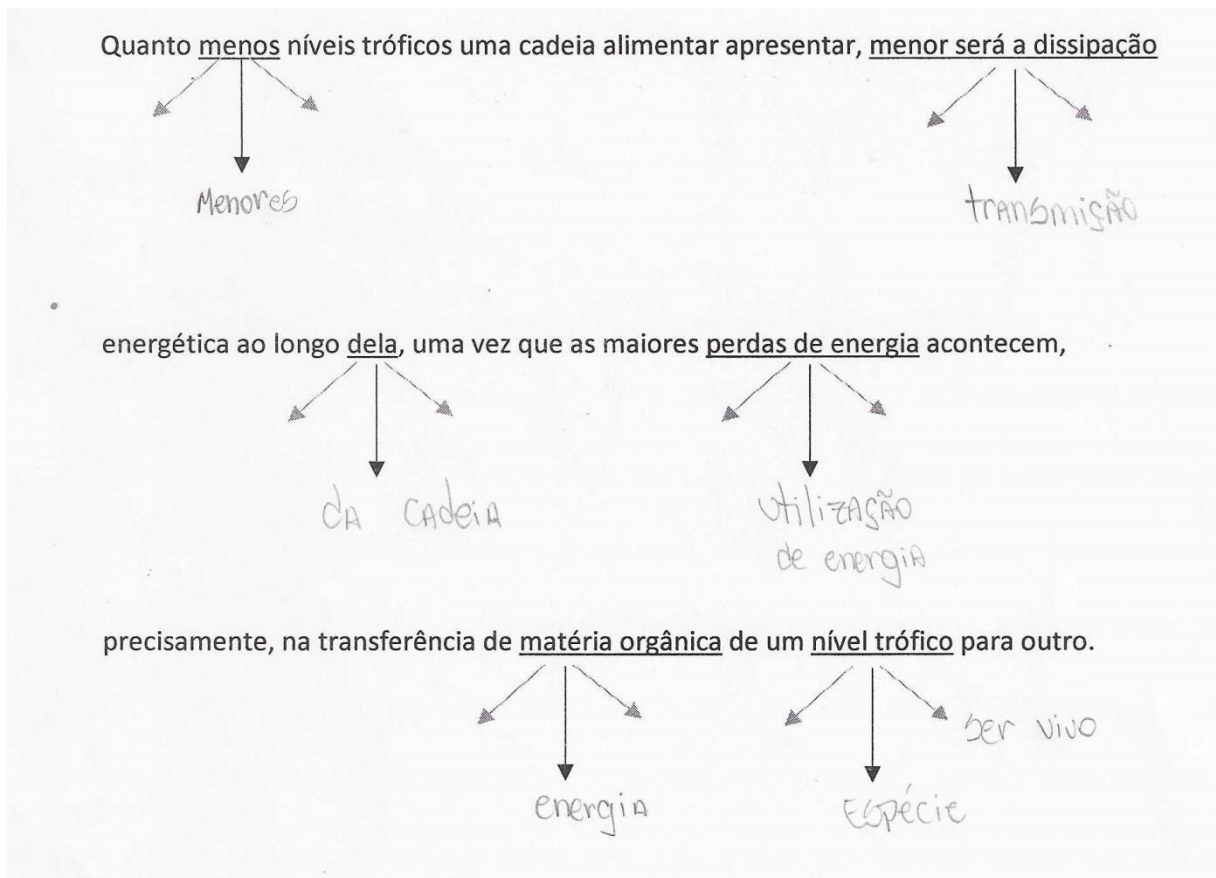 Quanto menos níveis tróficos uma cadeia alimentar apresentar, menor será a dissipação
Menores
transmição
energética ao longo dela, uma vez que as maiores perdas de energia acontecem,
da cadeia
utilização
de energia
precisamente, na transferência de matéria orgânica de um nível trófico para outro.
ser vivo
energia
Espécie